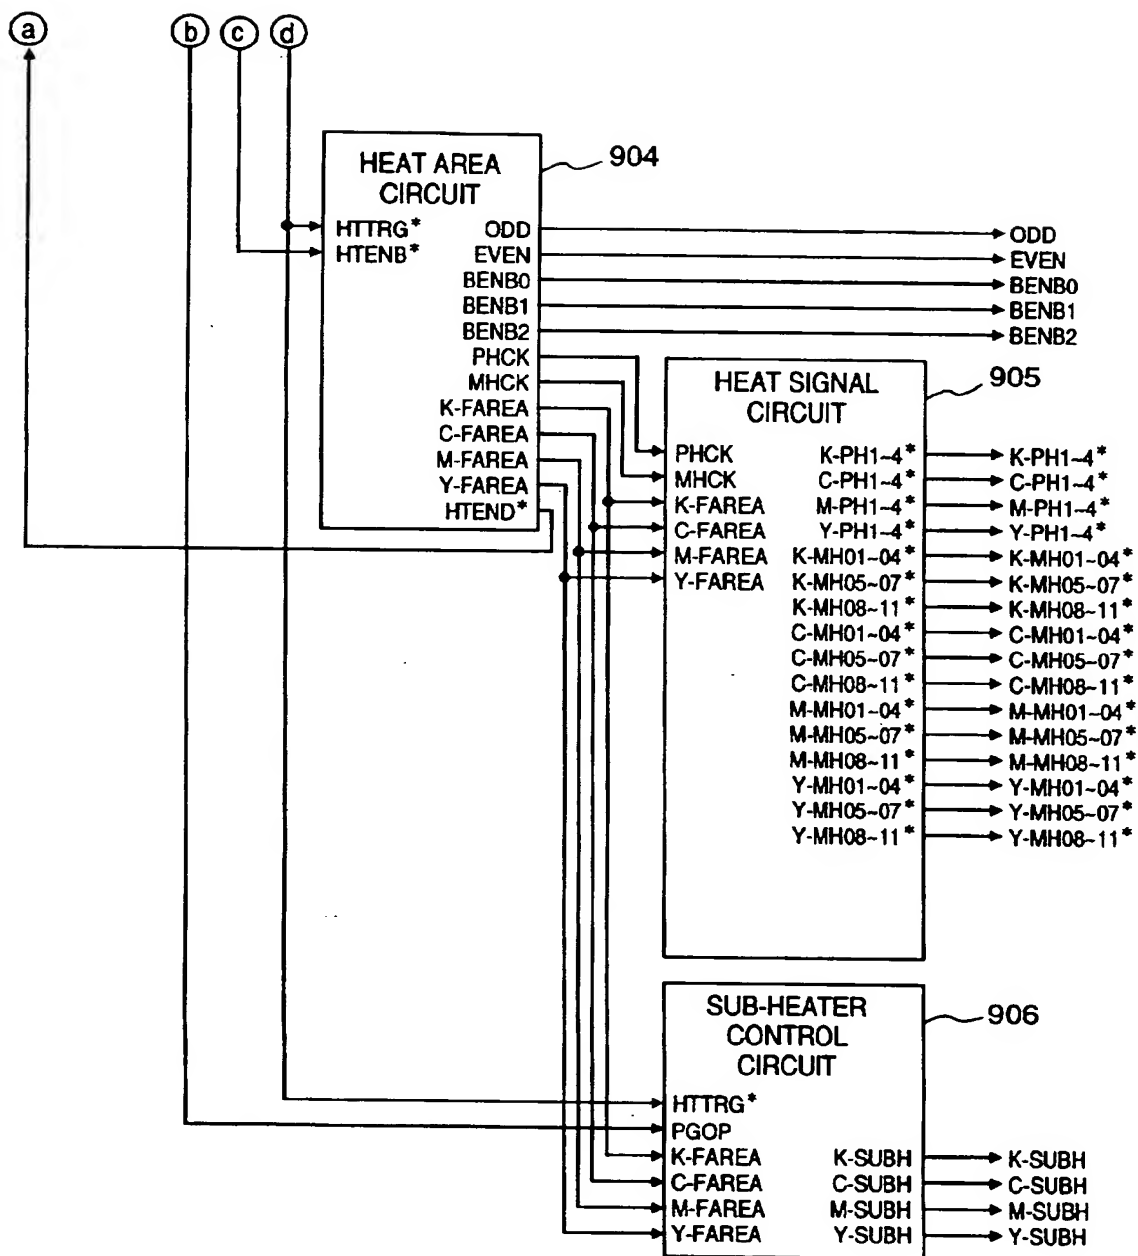 a b c d
HEAT AREA
CIRCUIT
904
HTTRG* ODD ODD
HTENB* EVEN EVEN
BENB0 BENB0
BENB1 BENB1
BENB2 BENB2
PHCK
MHCK
K-FAREA
C-FAREA
M-FAREA
Y-FAREA
HTEND*
HEAT SIGNAL
CIRCUIT
905
PHCK K-PH1~4* K-PH1~4*
MHCK C-PH1~4* C-PH1~4*
K-FAREA M-PH1~4* M-PH1~4*
C-FAREA Y-PH1~4* Y-PH1~4*
M-FAREA K-MH01~04* K-MH01~04*
Y-FAREA K-MH05~07* K-MH05~07*
K-MH08~11* K-MH08~11*
C-MH01~04* C-MH01~04*
C-MH05~07* C-MH05~07*
C-MH08~11* C-MH08~11*
M-MH01~04* M-MH01~04*
M-MH05~07* M-MH05~07*
M-MH08~11* M-MH08~11*
Y-MH01~04* Y-MH01~04*
Y-MH05~07* Y-MH05~07*
Y-MH08~11* Y-MH08~11*
SUB-HEATER
CONTROL
CIRCUIT
906
HTTRG*
PGOP
K-FAREA K-SUBH K-SUBH
C-FAREA C-SUBH C-SUBH
M-FAREA M-SUBH M-SUBH
Y-FAREA Y-SUBH Y-SUBH